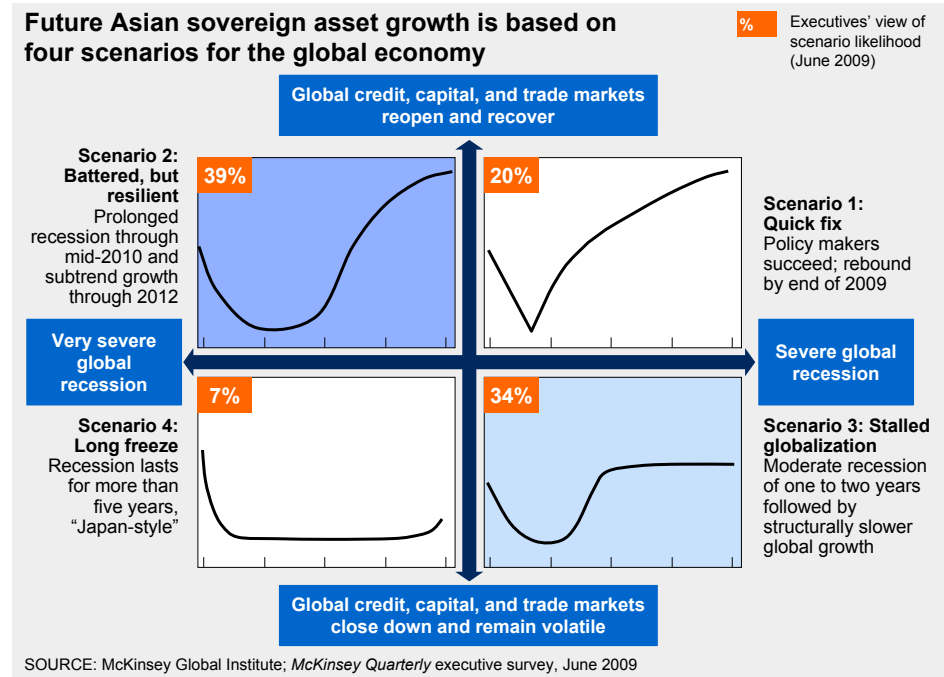 Future Asian sovereign asset growth is based on
four scenarios for the global economy
%
Executives’ view of
scenario likelihood
(June 2009)
Global credit, capital, and trade markets
reopen and recover
Scenario 2:
Battered, but
resilient
Prolonged
recession through
mid-2010 and
subtrend growth
through 2012
39%
20%
Scenario 1:
Quick fix
Policy makers
succeed; rebound
by end of 2009
Very severe
global
recession
Severe global
recession
Scenario 4:
Long freeze
Recession lasts
for more than
five years,
“Japan-style”
7%
34%
Scenario 3: Stalled
globalization
Moderate recession
of one to two years
followed by
structurally slower
global growth
Global credit, capital, and trade markets
close down and remain volatile
SOURCE: McKinsey Global Institute; McKinsey Quarterly executive survey, June 2009